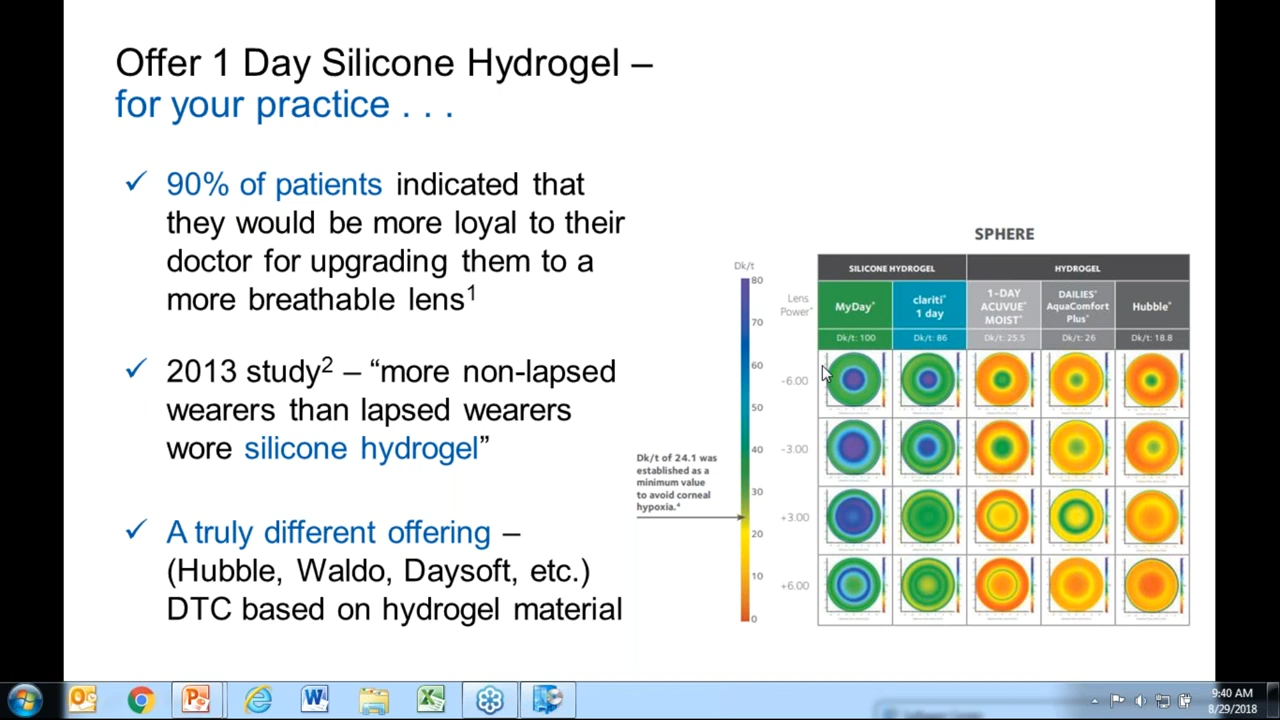 Offer 1 Day Silicone Hydrogel –
for your practice . . .
✓ 90% of patients indicated that
they would be more loyal to their
doctor for upgrading them to a
more breathable lens1
✓ 2013 study2 – “more non-lapsed
wearers than lapsed wearers
wore silicone hydrogel”
✓ A truly different offering –
(Hubble, Waldo, Daysoft, etc.)
DTC based on hydrogel material
SPHERE
Dk/t
80
70
60
50
40
30
20
10
0
Dk/t of 24.1 was
established as a
minimum value
to avoid corneal
hypoxia.4
Lens
Power^
SILICONE HYDROGEL HYDROGEL
MyDay®
clariti®
1 day
1-DAY
ACUVUE®
MOIST®
DAILIES®
AquaComfort
Plus®
Hubble®
Dk/t: 100 Dk/t: 86 Dk/t: 25.5 Dk/t: 26 Dk/t: 18.8
-6.00
-3.00
+3.00
+6.00
9:40 AM
8/29/2018